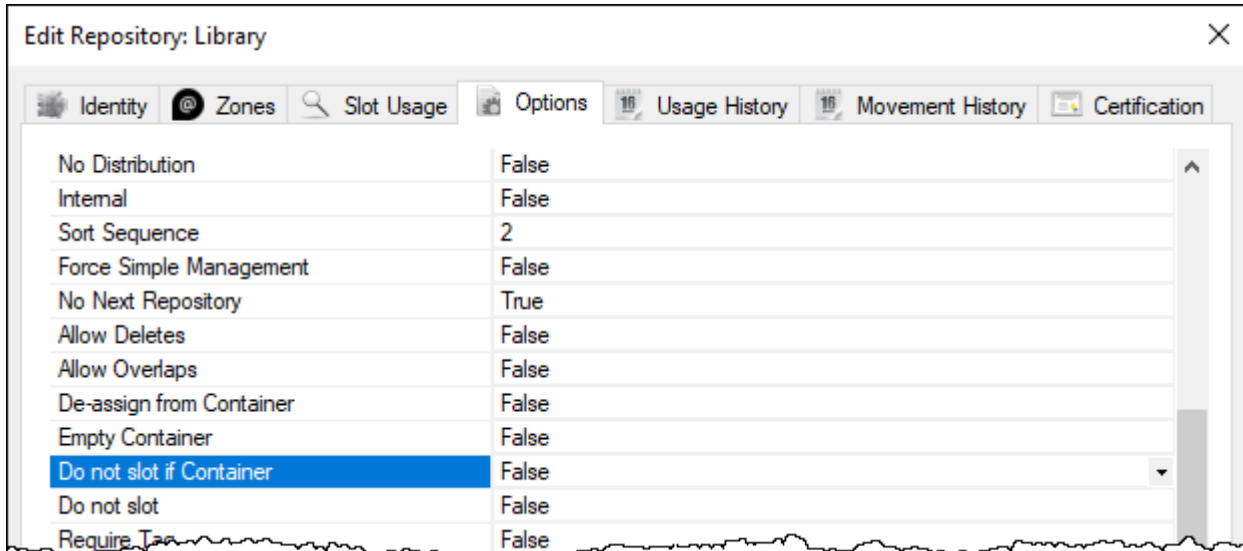 Edit Repository: Library
Identity Zones Slot Usage Options Usage History Movement History Certification
No Distribution False
Internal False
Sort Sequence 2
Force Simple Management False
No Next Repository True
Allow Deletes False
Allow Overlaps False
De-assign from Container False
Empty Container False
Do not slot if Container False
Do not slot False
Require Tag False